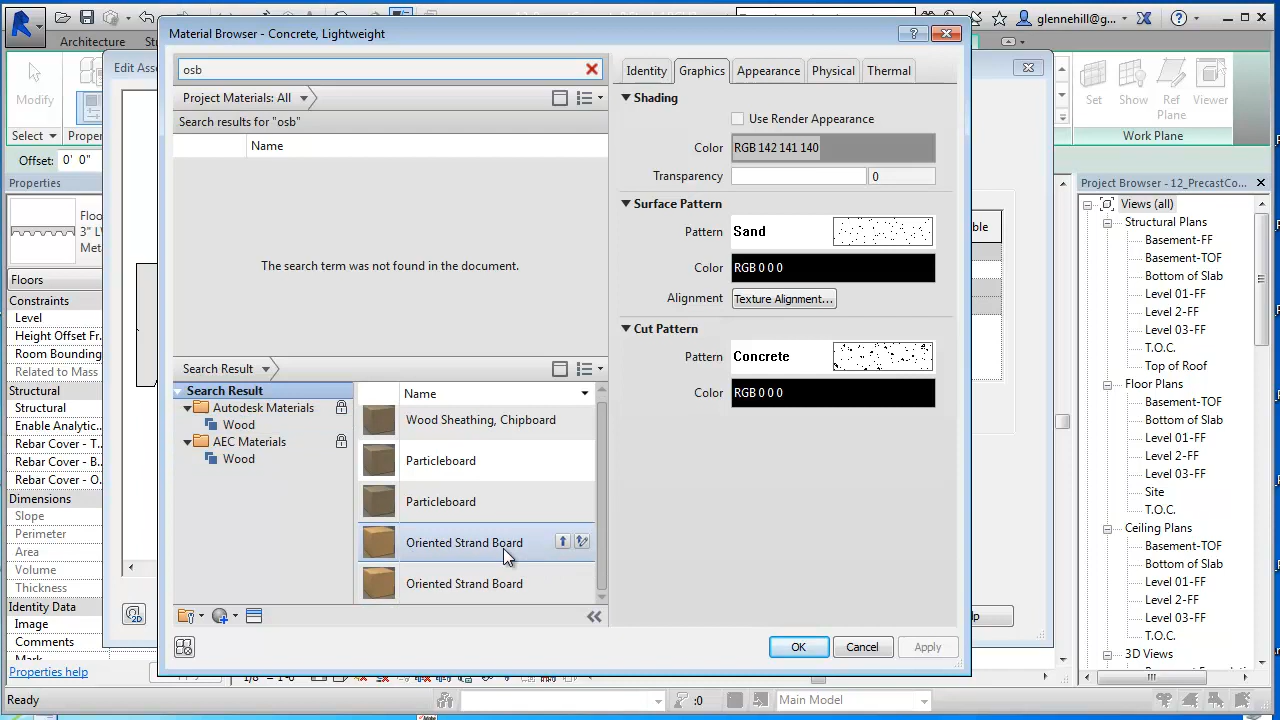 glennehill@g...
Architecture
St
Modify
Select
Proper
Offset: 0' 0"
Properties
Floo
3" L
Met
Floors
Constraints
Level
Height Offset Fr...
Room Bounding
Related to Mass
Structural
Structural
Enable Analytic...
Rebar Cover - T...
Rebar Cover - B...
Rebar Cover - O...
Dimensions
Slope
Perimeter
Area
Volume
Thickness
Identity Data
Image
Comments
Mark
Properties help
Ready
Edit Asse
Material Browser - Concrete, Lightweight
osb
Project Materials: All
Search results for "osb"
Name
The search term was not found in the document.
Search Result
Search Result
Autodesk Materials
Wood
AEC Materials
Wood
Name
Wood Sheathing, Chipboard
Particleboard
Particleboard
Oriented Strand Board
Oriented Strand Board
Identity
Graphics
Appearance
Physical
Thermal
Shading
Use Render Appearance
Color RGB 142 141 140
Transparency 0
Surface Pattern
Pattern Sand
Color RGB 0 0 0
Alignment Texture Alignment...
Cut Pattern
Pattern Concrete
Color RGB 0 0 0
OK
Cancel
Apply
ble
lp
Set
Show
Ref
Plane
Viewer
Work Plane
Project Browser - 12_PrecastCo...
Views (all)
Structural Plans
Basement-FF
Basement-TOF
Bottom of Slab
Level 01-FF
Level 2-FF
Level 03-FF
T.O.C.
Top of Roof
Floor Plans
Basement-TOF
Bottom of Slab
Level 01-FF
Level 2-FF
Level 03-FF
Site
T.O.C.
Ceiling Plans
Basement-TOF
Level 01-FF
Level 2-FF
Level 03-FF
T.O.C.
3D Views
:0
Main Model